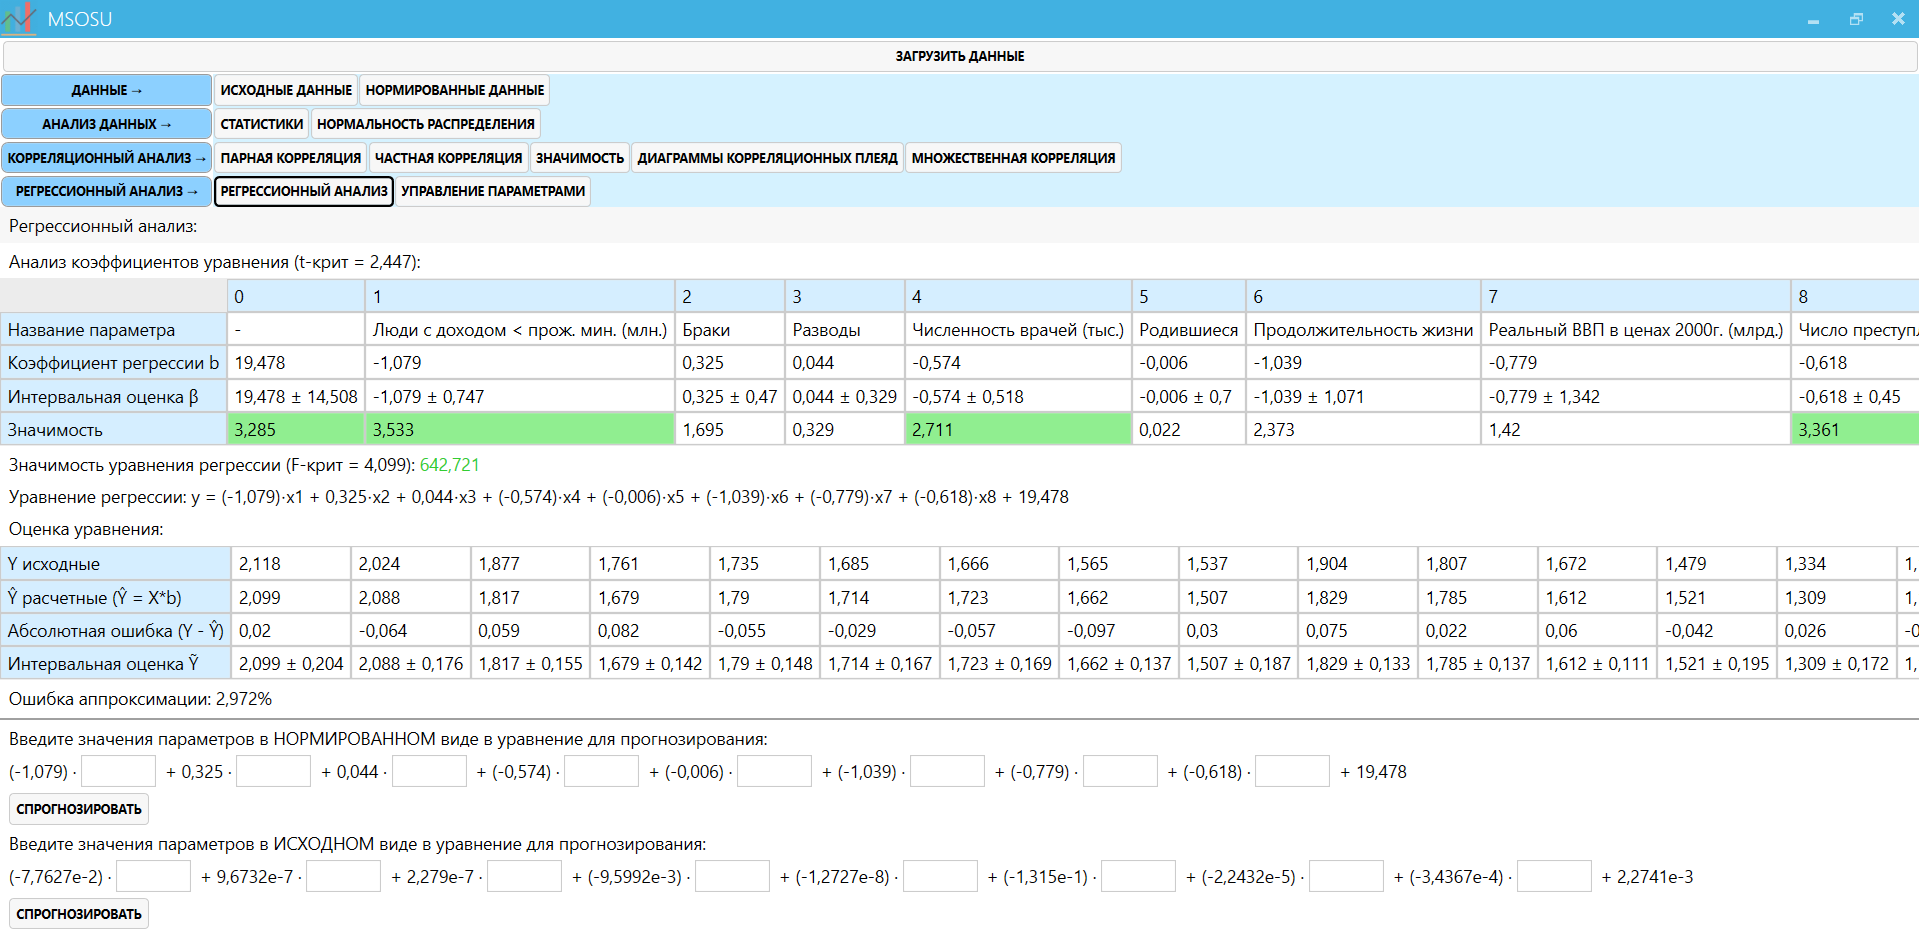 MSOSU
ЗАГРУЗИТЬ ДАННЫЕ
ДАННЫЕ → ИСХОДНЫЕ ДАННЫЕ НОРМИРОВАННЫЕ ДАННЫЕ
АНАЛИЗ ДАННЫХ → СТАТИСТИКИ НОРМАЛЬНОСТЬ РАСПРЕДЕЛЕНИЯ
КОРРЕЛЯЦИОННЫЙ АНАЛИЗ → ПАРНАЯ КОРРЕЛЯЦИЯ ЧАСТНАЯ КОРРЕЛЯЦИЯ ЗНАЧИМОСТЬ ДИАГРАММЫ КОРРЕЛЯЦИОННЫХ ПЛЕЯД МНОЖЕСТВЕННАЯ КОРРЕЛЯЦИЯ
РЕГРЕССИОННЫЙ АНАЛИЗ → РЕГРЕССИОННЫЙ АНАЛИЗ УПРАВЛЕНИЕ ПАРАМЕТРАМИ
Регрессионный анализ:
Анализ коэффициентов уравнения (t-крит = 2,447):
0 1 2 3 4 5 6 7 8
Название параметра - Люди с доходом < прож. мин. (млн.) Браки Разводы Численность врачей (тыс.) Родившиеся Продолжительность жизни Реальный ВВП в ценах 2000г. (млрд.) Число преступл
Коэффициент регрессии b 19,478 -1,079 0,325 0,044 -0,574 -0,006 -1,039 -0,779 -0,618
Интервальная оценка β 19,478 ± 14,508 -1,079 ± 0,747 0,325 ± 0,47 0,044 ± 0,329 -0,574 ± 0,518 -0,006 ± 0,7 -1,039 ± 1,071 -0,779 ± 1,342 -0,618 ± 0,45
Значимость 3,285 3,533 1,695 0,329 2,711 0,022 2,373 1,42 3,361
Значимость уравнения регрессии (F-крит = 4,099): 642,721
Уравнение регрессии: y = (-1,079)·x1 + 0,325·x2 + 0,044·x3 + (-0,574)·x4 + (-0,006)·x5 + (-1,039)·x6 + (-0,779)·x7 + (-0,618)·x8 + 19,478
Оценка уравнения:
Y исходные 2,118 2,024 1,877 1,761 1,735 1,685 1,666 1,565 1,537 1,904 1,807 1,672 1,479 1,334 1,
Ŷ расчетные (Ŷ = X*b) 2,099 2,088 1,817 1,679 1,79 1,714 1,723 1,662 1,507 1,829 1,785 1,612 1,521 1,309 1,
Абсолютная ошибка (Y - Ŷ) 0,02 -0,064 0,059 0,082 -0,055 -0,029 -0,057 -0,097 0,03 0,075 0,022 0,06 -0,042 0,026 -0
Интервальная оценка Ỹ 2,099 ± 0,204 2,088 ± 0,176 1,817 ± 0,155 1,679 ± 0,142 1,79 ± 0,148 1,714 ± 0,167 1,723 ± 0,169 1,662 ± 0,137 1,507 ± 0,187 1,829 ± 0,133 1,785 ± 0,137 1,612 ± 0,111 1,521 ± 0,195 1,309 ± 0,172 1,
Ошибка аппроксимации: 2,972%
Введите значения параметров в НОРМИРОВАННОМ виде в уравнение для прогнозирования:
(-1,079) · + 0,325 · + 0,044 · + (-0,574) · + (-0,006) · + (-1,039) · + (-0,779) · + (-0,618) · + 19,478
СПРОГНОЗИРОВАТЬ
Введите значения параметров в ИСХОДНОМ виде в уравнение для прогнозирования:
(-7,7627e-2) · + 9,6732e-7 · + 2,279e-7 · + (-9,5992e-3) · + (-1,2727e-8) · + (-1,315e-1) · + (-2,2432e-5) · + (-3,4367e-4) · + 2,2741e-3
СПРОГНОЗИРОВАТЬ